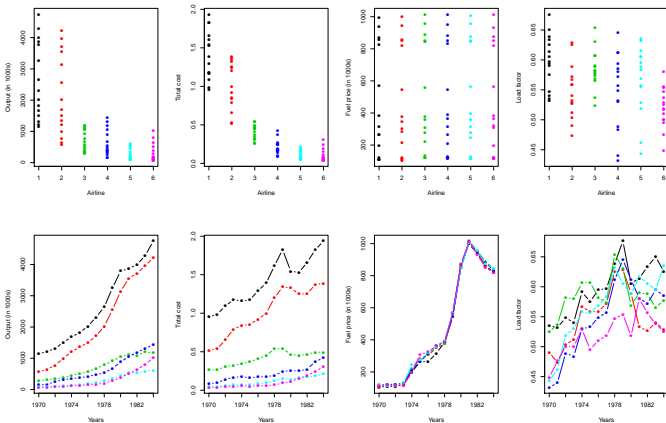 Output (in 1000s)
0
1000
2000
3000
4000
1 2 3 4 5 6
Airline
Total cost
0.0
0.5
1.0
1.5
2.0
1 2 3 4 5 6
Airline
Fuel price (in 1000s)
200
400
600
800
1000
1 2 3 4 5 6
Airline
Load factor
0.45
0.50
0.55
0.60
0.65
1 2 3 4 5 6
Airline
Output (in 1000s)
0
1000
2000
3000
4000
1970 1974 1978 1982
Years
Total cost
0.0
0.5
1.0
1.5
2.0
1970 1974 1978 1982
Years
Fuel price (in 1000s)
200
400
600
800
1000
1970 1974 1978 1982
Years
Load factor
0.45
0.50
0.55
0.60
0.65
1970 1974 1978 1982
Years